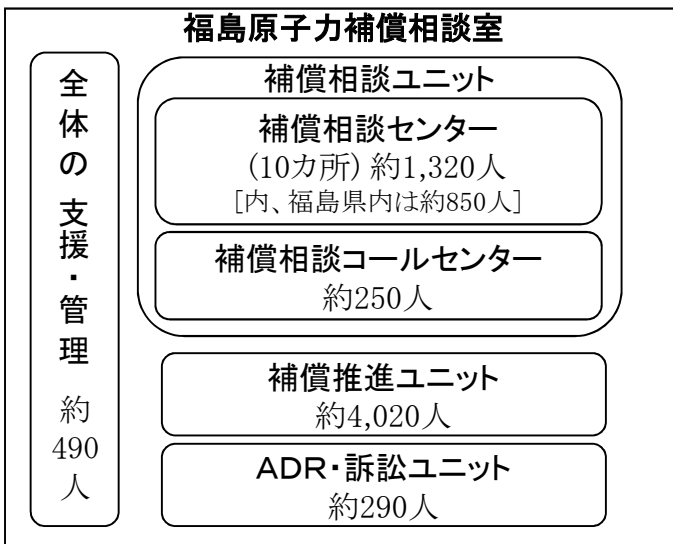 福島原子力補償相談室
全体の支援・管理
約
490
人
補償相談ユニット
補償相談センター
(10カ所) 約1,320人
[内、福島県内は約850人]
補償相談コールセンター
約250人
補償推進ユニット
約4,020人
ADR・訴訟ユニット
約290人